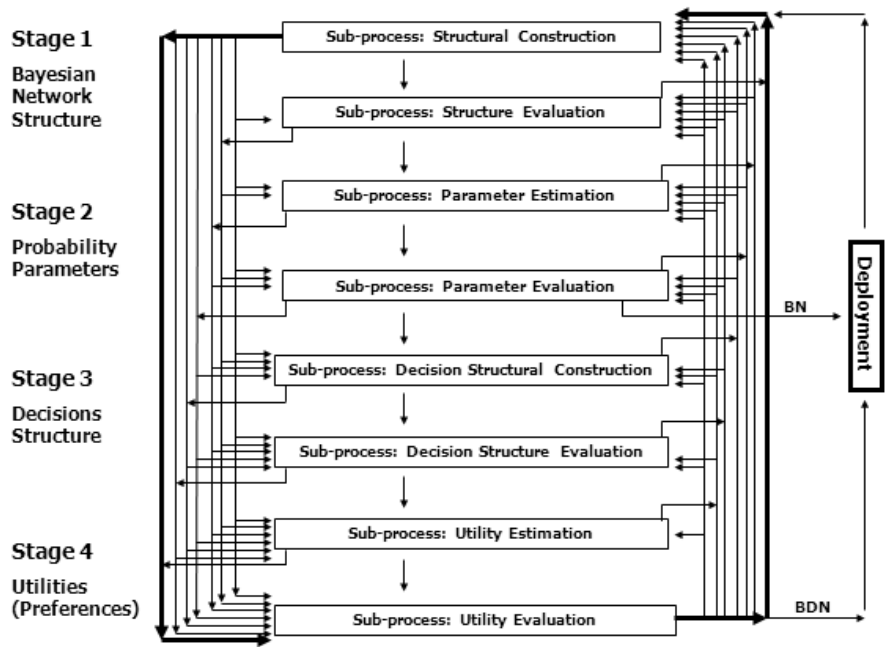 Stage 1
Bayesian
Network
Structure
Sub-process: Structural Construction
Sub-process: Structure Evaluation
Stage 2
Probability
Parameters
Sub-process: Parameter Estimation
Sub-process: Parameter Evaluation
BN
Deployment
Stage 3
Decisions
Structure
Sub-process: Decision Structural Construction
Sub-process: Decision Structure Evaluation
Stage 4
Utilities
(Preferences)
Sub-process: Utility Estimation
Sub-process: Utility Evaluation
BDN